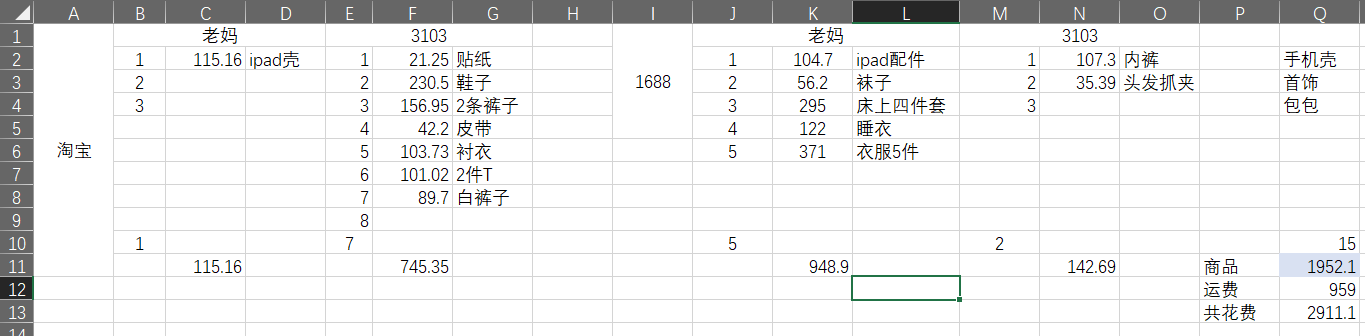 A B C D E F G H I J K L M N O P Q
1 老妈 3103 老妈 3103
2 1 115.16 ipad壳 1 21.25 贴纸 1 104.7 ipad配件 1 107.3 内裤 手机壳
3 2 2 230.5 鞋子 1688 2 56.2 袜子 2 35.39 头发抓夹 首饰
4 3 3 156.95 2条裤子 3 295 床上四件套 3 包包
5 4 42.2 皮带 4 122 睡衣
6 淘宝 5 103.73 衬衣 5 371 衣服5件
7 6 101.02 2件T
8 7 89.7 白裤子
9 8
10 1 7 5 2 15
11 115.16 745.35 948.9 142.69 商品 1952.1
12 运费 959
13 共花费 2911.1
14